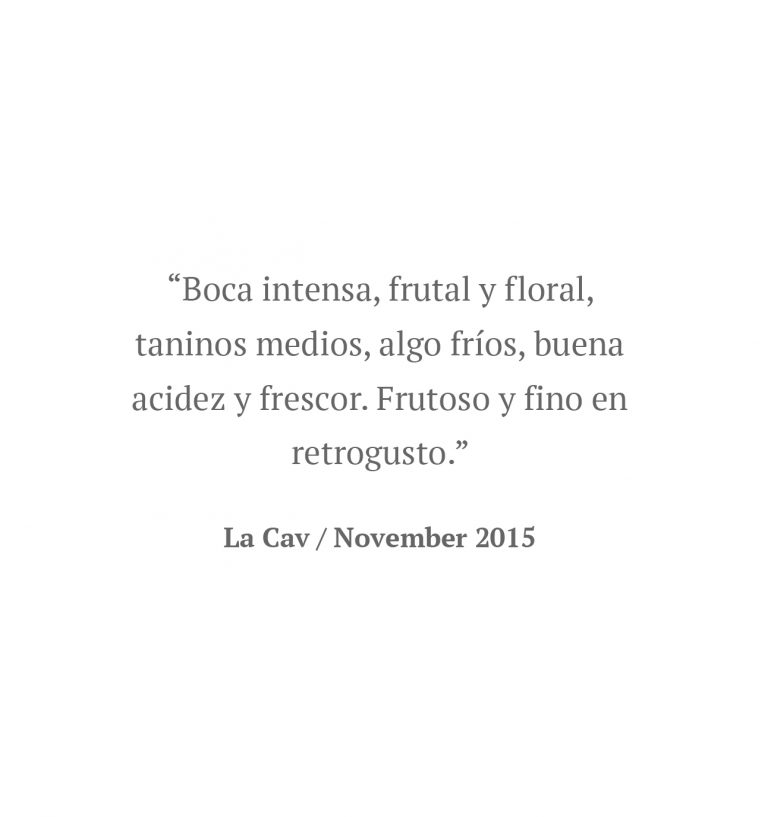 “Boca intensa, frutal y floral,
taninos medios, algo fríos, buena
acidez y frescor. Frutoso y fino en
retrogusto.”
La Cav / November 2015